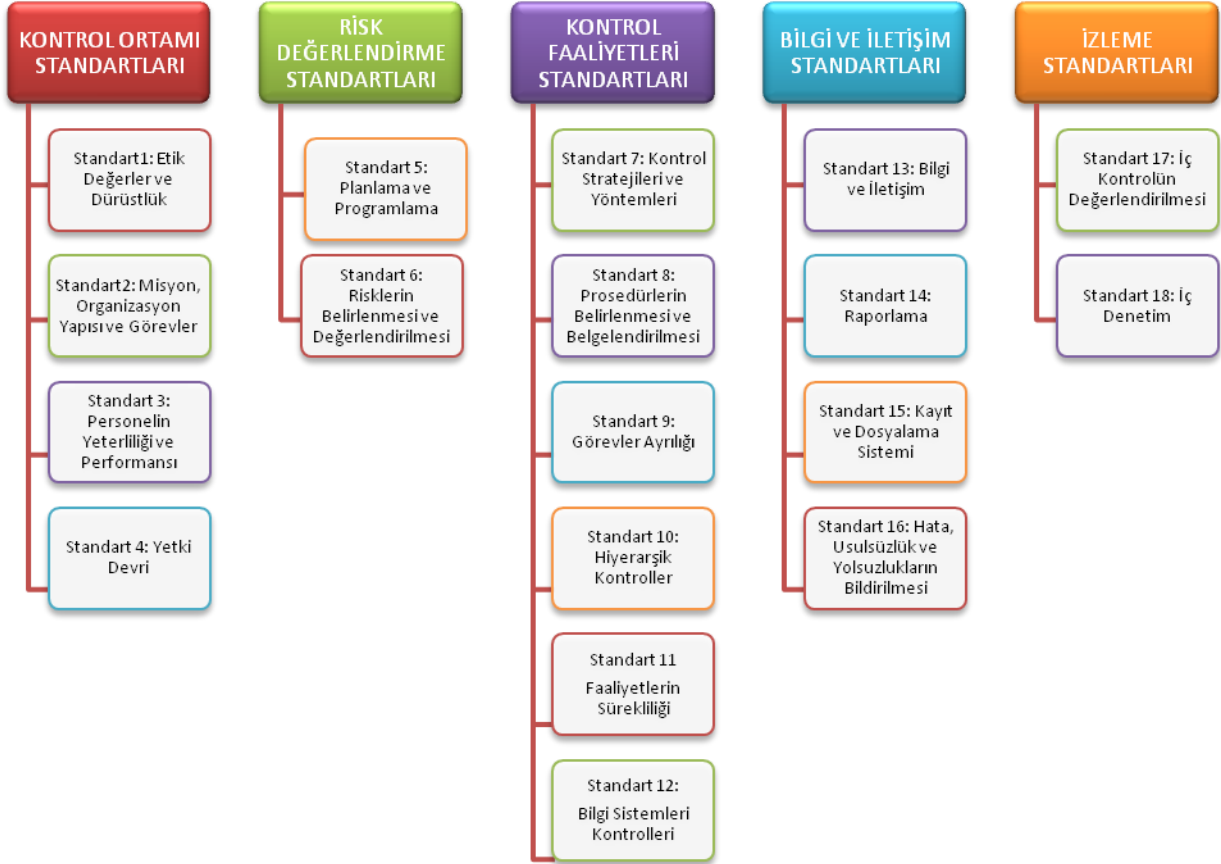 KONTROL ORTAMI
STANDARTLARI
Standart1: Etik
Değerler ve
Dürüstlük
Standart2: Misyon,
Organizasyon
Yapısı ve Görevler
Standart 3:
Personelin
Yeterliliği ve
Performansı
Standart 4: Yetki
Devri
RİSK
DEĞERLENDİRME
STANDARTLARI
Standart 5:
Planlama ve
Programlama
Standart 6:
Risklerin
Belirlenmesi ve
Değerlendirilmesi
KONTROL
FAALİYETLERİ
STANDARTLARI
Standart 7: Kontrol
Stratejileri ve
Yöntemleri
Standart 8:
Prosedürlerin
Belirlenmesi ve
Belgelendirilmesi
Standart 9:
Görevler Ayrılığı
Standart 10:
Hiyerarşik
Kontroller
Standart 11
Faaliyetlerin
Sürekliliği
Standart 12:
Bilgi Sistemleri
Kontrolleri
BİLGİ VE İLETİŞİM
STANDARTLARI
Standart 13: Bilgi
ve İletişim
Standart 14:
Raporlama
Standart 15: Kayıt
ve Dosyalama
Sistemi
Standart 16: Hata,
Usulsüzlük ve
Yolsuzlukların
Bildirilmesi
İZLEME
STANDARTLARI
Standart 17: İç
Kontrolün
Değerlendirilmesi
Standart 18: İç
Denetim